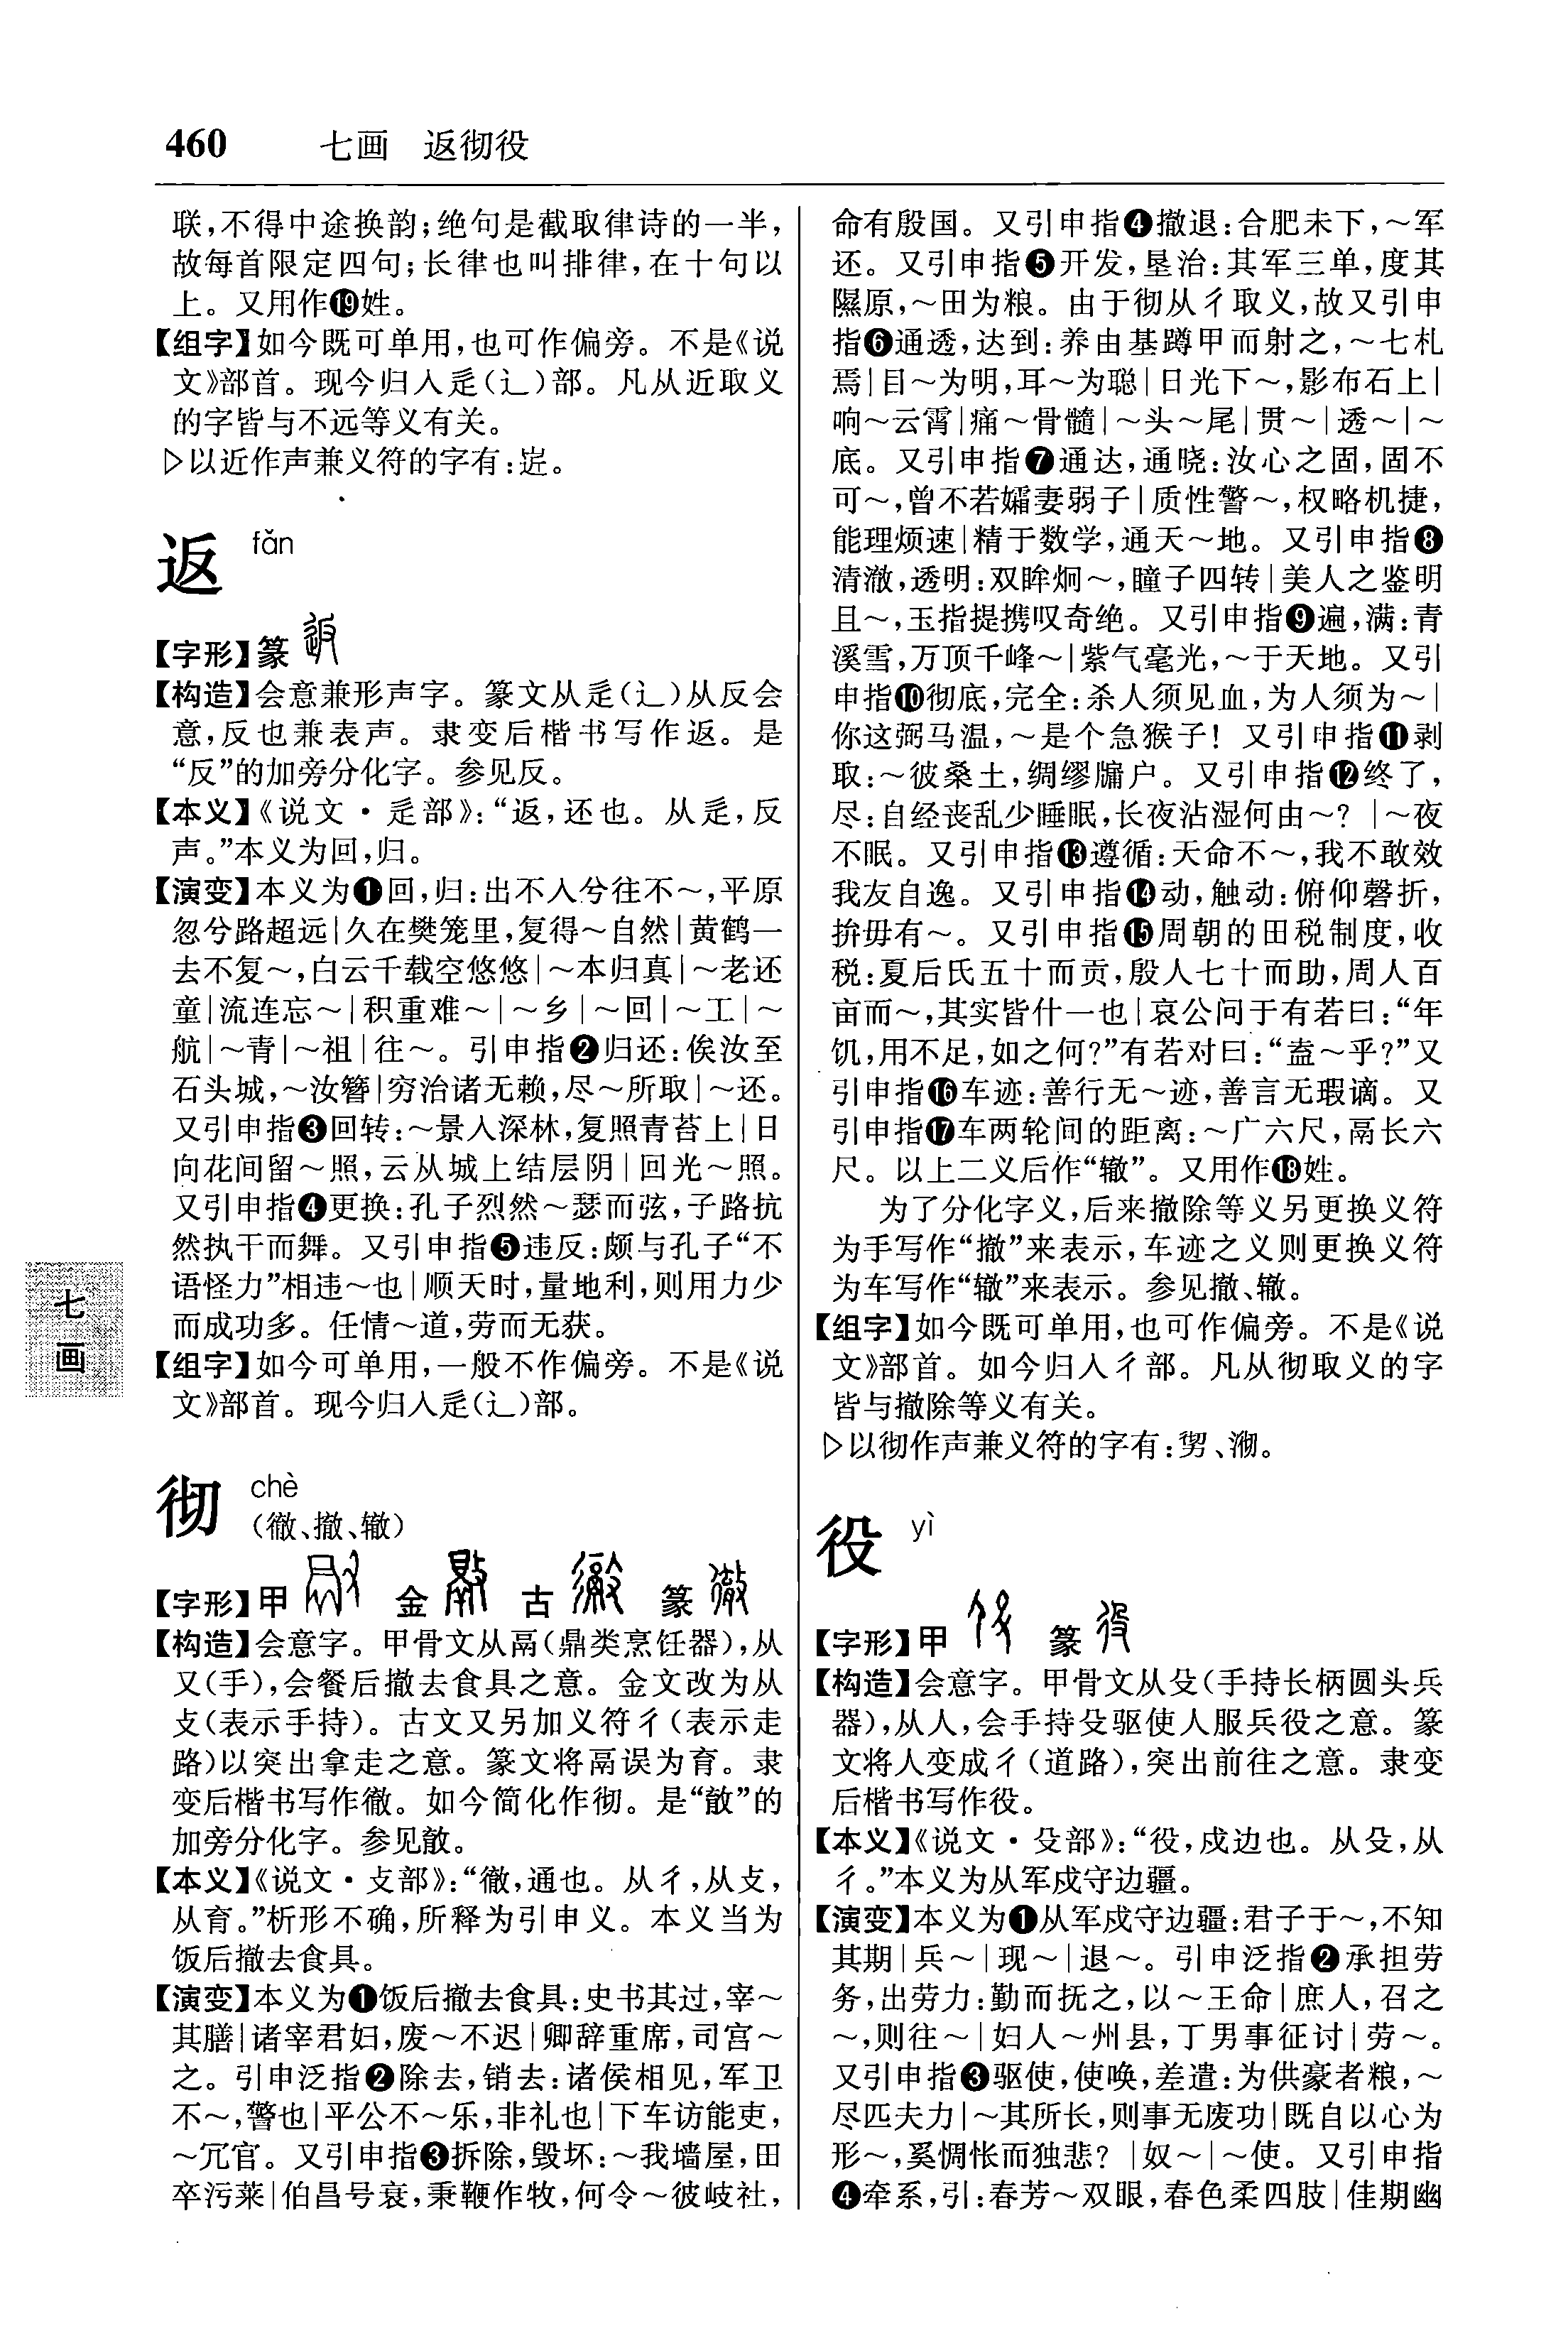 460 七画 返彻役
联,不得中途换韵;绝句是截取律诗的一半,
故每首限定四句;长律也叫排律,在十句以
上。又用作⓳姓。
【组字】如今既可单用,也可作偏旁。不是《说
文》部首。现今归入辵(辶)部。凡从近取义
的字皆与不远等义有关。
▷以近作声兼义符的字有:。
返 fǎn
【字形】篆
【构造】会意兼形声字。篆文从辵(辶)从反会
意,反也兼表声。隶变后楷书写作返。是
“反”的加旁分化字。参见反。
【本义】《说文·辵部》:“返,还也。从辵,反
声。”本义为回,归。
【演变】本义为❶回,归:出不入兮往不～,平原
忽兮路超远|久在樊笼里,复得～自然|黄鹤一
去不复～,白云千载空悠悠|～本归真|～老还
童|流连忘～|积重难～|～乡|～回|～工|～
航|～青|～祖|往～。引申指❷归还:俟汝至
石头城,～汝簪|穷治诸无赖,尽～所取|～还。
又引申指❸回转:～景入深林,复照青苔上|日
向花间留～照,云从城上结层阴|回光～照。
又引申指❹更换:孔子烈然～瑟而弦,子路抗
然执干而舞。又引申指❺违反:颇与孔子“不
语怪力”相违～也|顺天时,量地利,则用力少
而成功多。任情～道,劳而无获。
【组字】如今可单用,一般不作偏旁。不是《说
文》部首。现今归入辵(辶)部。
彻 chè
(徹、撤、辙)
【字形】甲 金 古 篆
【构造】会意字。甲骨文从鬲(鼎类烹饪器),从
又(手),会餐后撤去食具之意。金文改为从
攴(表示手持)。古文又另加义符彳(表示走
路)以突出拿走之意。篆文将鬲误为育。隶
变后楷书写作徹。如今简化作彻。是“㪿”的
加旁分化字。参见㪿。
【本义】《说文·攴部》:“徹,通也。从彳,从攴,
从育。”析形不确,所释为引申义。本义当为
饭后撤去食具。
【演变】本义为❶饭后撤去食具:史书其过,宰～
其膳|诸宰君妇,废～不迟|卿辞重席,司宫～
之。引申泛指❷除去,销去:诸侯相见,军卫
不～,警也|平公不～乐,非礼也|下车访能吏,
～冗官。又引申指❸拆除,毁坏:～我墙屋,田
卒污莱|伯昌号衰,秉鞭作牧,何令～彼岐社,
命有殷国。又引申指❹撤退:合肥未下,～军
还。又引申指❺开发,垦治:其军三单,度其
隰原,～田为粮。由于彻从彳取义,故又引申
指❻通透,达到:养由基蹲甲而射之,～七札
焉|目～为明,耳～为聪|日光下～,影布石上|
响～云霄|痛～骨髓|～头～尾|贯～|透～|～
底。又引申指❼通达,通晓:汝心之固,固不
可～,曾不若孀妻弱子|质性警～,权略机捷,
能理烦速|精于数学,通天～地。又引申指❽
清澈,透明:双眸炯～,瞳子四转|美人之鉴明
且～,玉指提携叹奇绝。又引申指❾遍,满:青
溪雪,万顶千峰～|紫气毫光,～于天地。又引
申指❿彻底,完全:杀人须见血,为人须为～|
你这弼马温,～是个急猴子! 又引申指⓫剥
取:～彼桑土,绸缪牖户。又引申指⓬终了,
尽:自经丧乱少睡眠,长夜沾湿何由～? |～夜
不眠。又引申指⓭遵循:天命不～,我不敢效
我友自逸。又引申指⓮动,触动:俯仰磬折,
拚毋有～。又引申指⓯周朝的田税制度,收
税:夏后氏五十而贡,殷人七十而助,周人百
亩而～,其实皆什一也|哀公问于有若曰:“年
饥,用不足,如之何?”有若对曰:“盍～乎?”又
引申指⓰车迹:善行无～迹,善言无瑕谪。又
引申指⓱车两轮间的距离:～广六尺,鬲长六
尺。以上二义后作“辙”。又用作⓲姓。
为了分化字义,后来撤除等义另更换义符
为手写作“撤”来表示,车迹之义则更换义符
为车写作“辙”来表示。参见撤、辙。
【组字】如今既可单用,也可作偏旁。不是《说
文》部首。如今归入彳部。凡从彻取义的字
皆与撤除等义有关。
▷以彻作声兼义符的字有:、。
役 yì
【字形】甲 篆
【构造】会意字。甲骨文从殳(手持长柄圆头兵
器),从人,会手持殳驱使人服兵役之意。篆
文将人变成彳(道路),突出前往之意。隶变
后楷书写作役。
【本义】《说文·殳部》:“役,戍边也。从殳,从
彳。”本义为从军戍守边疆。
【演变】本义为❶从军戍守边疆:君子于～,不知
其期|兵～|现～|退～。引申泛指❷承担劳
务,出劳力:勤而抚之,以～王命|庶人,召之
～,则往～|妇人～州县,丁男事征讨|劳～。
又引申指❸驱使,使唤,差遣:为供豪者粮,～
尽匹夫力|～其所长,则事无废功|既自以心为
形～,奚惆怅而独悲? |奴～|～使。又引申指
❹牵系,引:春芳～双眼,春色柔四肢|佳期幽
七
画